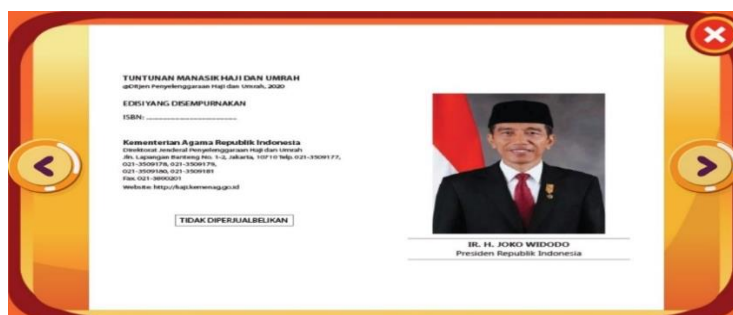 TUNTUNAN MANASIK HAJI DAN UMRAH
@Ditjen Penyelenggaraan Haji dan Umrah, 2020
EDISI YANG DISEMPURNAKAN
ISBN: ........................................
Kementerian Agama Republik Indonesia
Direktorat Jenderal Penyelenggaraan Haji dan Umrah
Jln. Lapangan Banteng No. 1-2, Jakarta, 10710 Telp. 021-3509177,
021-3509178, 021-3509179,
021-3509180, 021-3509181
Fax. 021-3800201
Website: http://haji.kemenag.go.id
TIDAK DIPERJUALBELIKAN
IR. H. JOKO WIDODO
Presiden Republik Indonesia